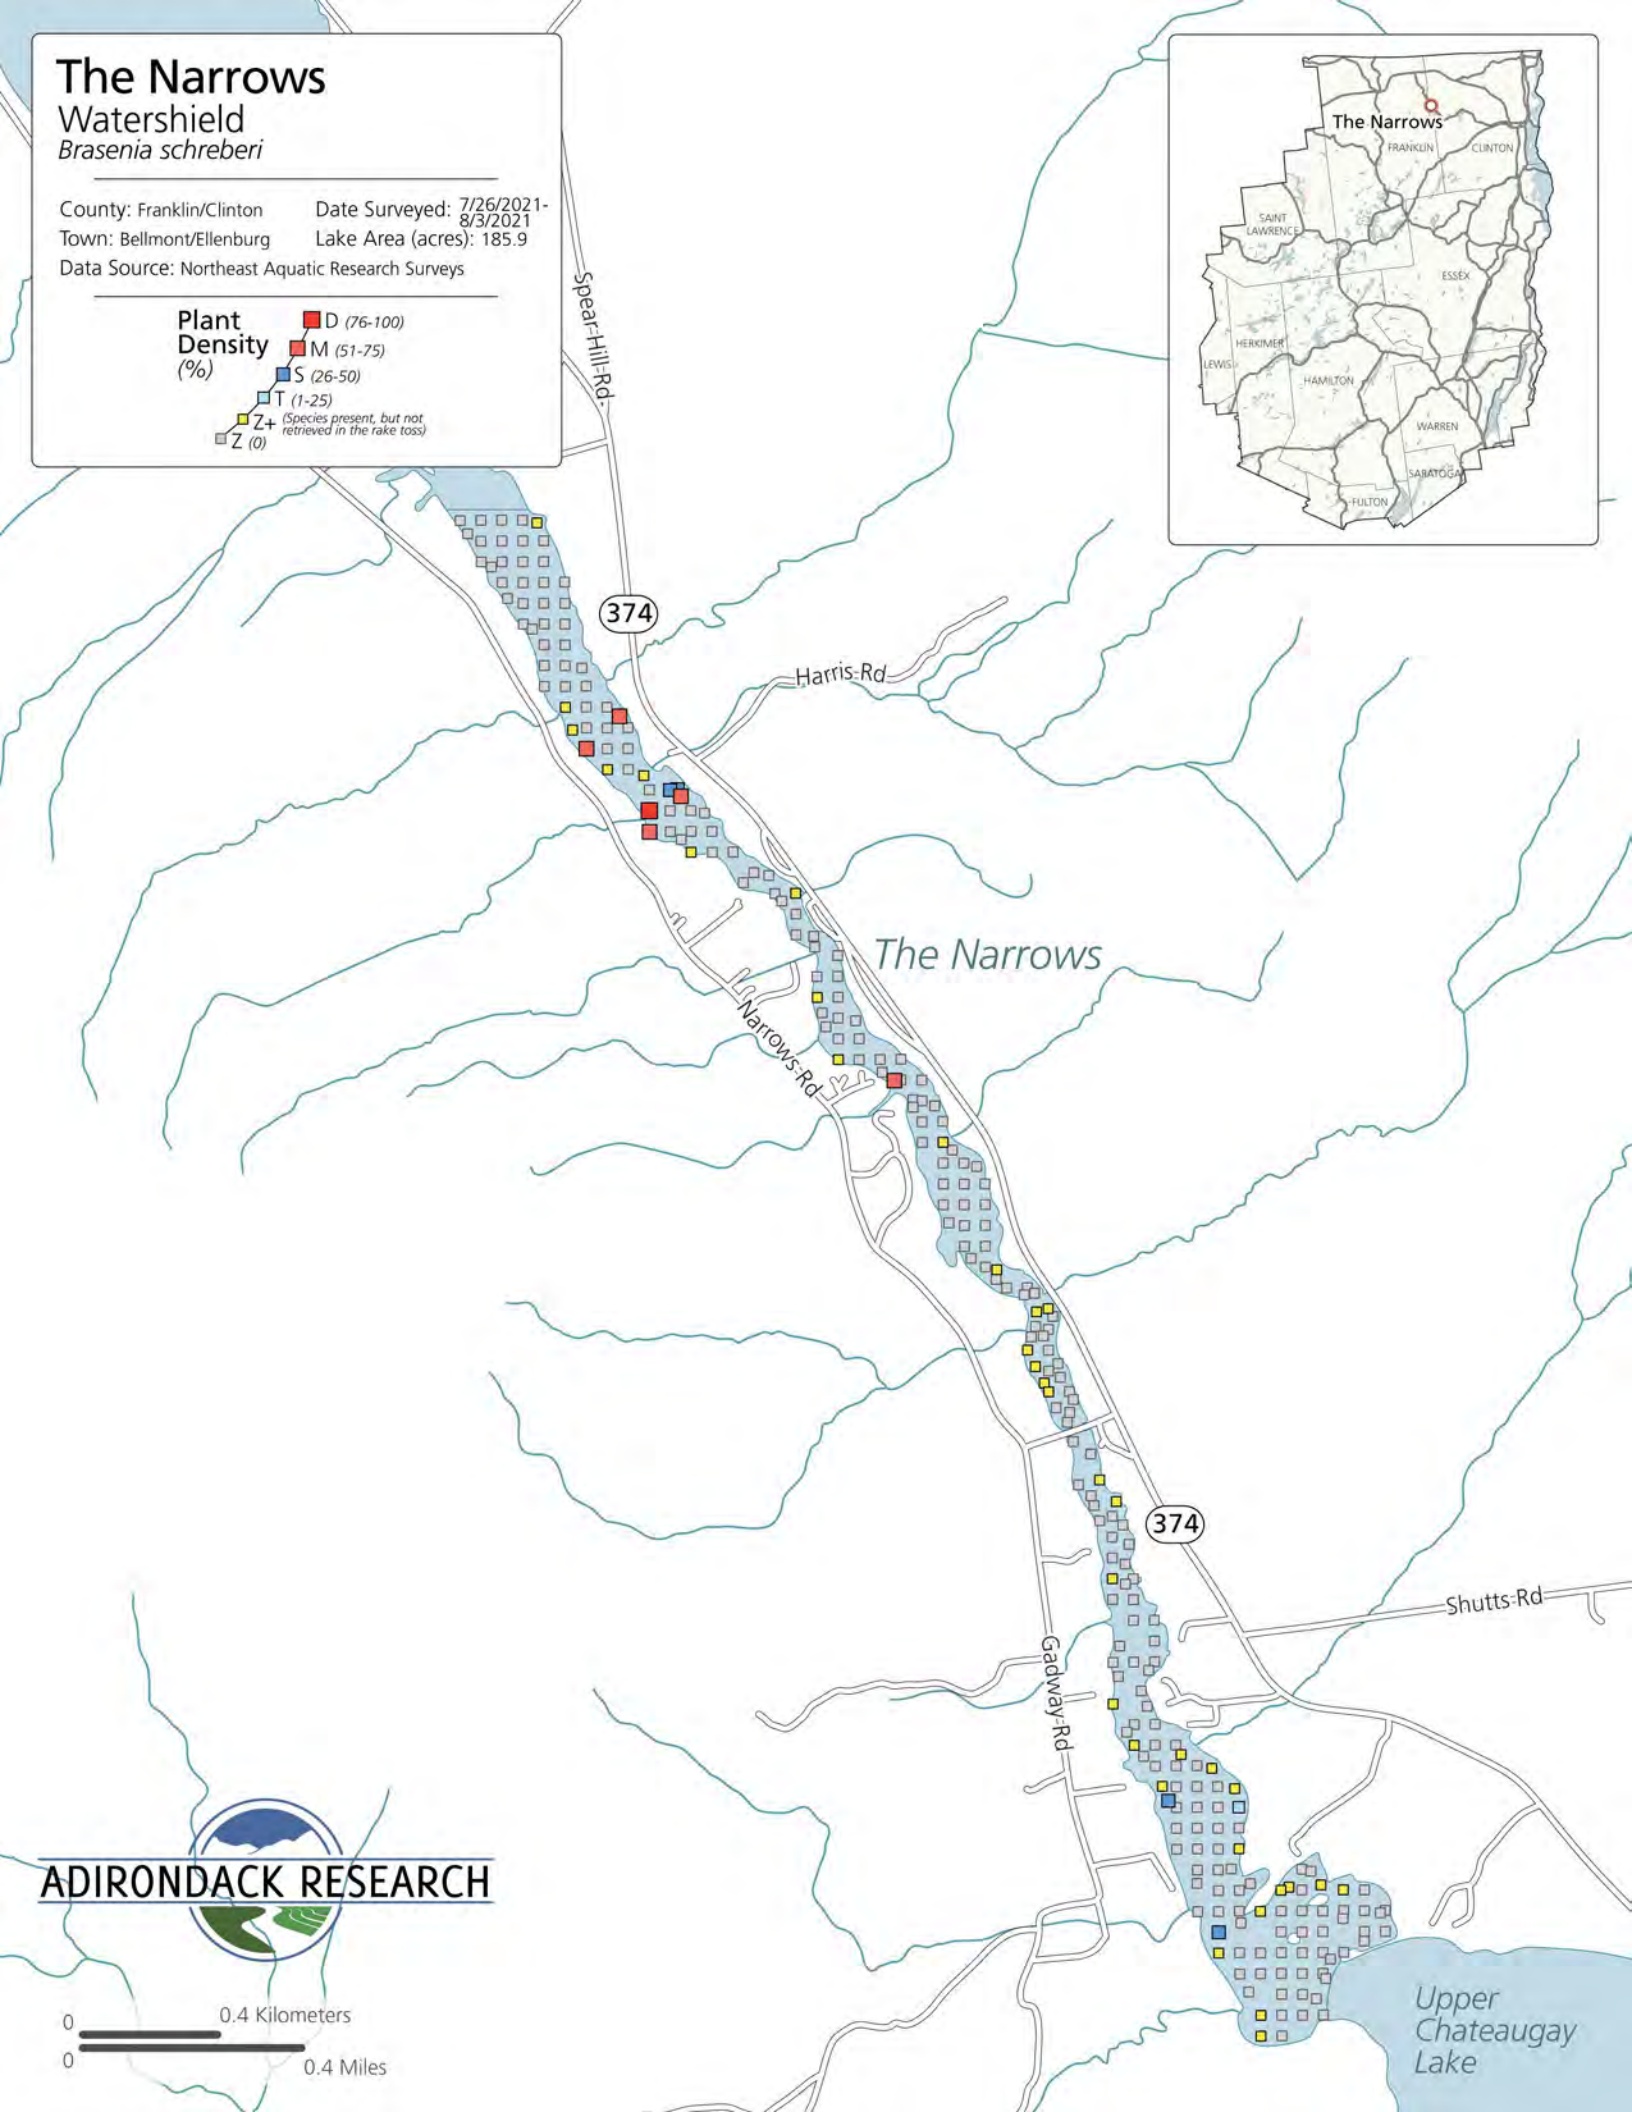 The Narrows
Watershield
Brasenia schreberi
County: Franklin/Clinton
Date Surveyed: 7/26/2021-
8/3/2021
Town: Bellmont/Ellenburg
Lake Area (acres): 185.9
Data Source: Northeast Aquatic Research Surveys
Plant
Density
(%)
D (76-100)
M (51-75)
S (26-50)
T (1-25)
Z+ (Species present, but not
retrieved in the rake toss)
Z (0)
The Narrows
FRANKLIN
CLINTON
SAINT
LAWRENCE
ESSEX
HERKIMER
LEWIS
HAMILTON
WARREN
SARATOGA
FULTON
Spear-Hill-Rd-
374
Harris-Rd
The Narrows
Narrows-Rd
374
Shutts-Rd
Gadway-Rd
ADIRONDACK RESEARCH
0
0.4 Kilometers
0
0.4 Miles
Upper
Chateaugay
Lake